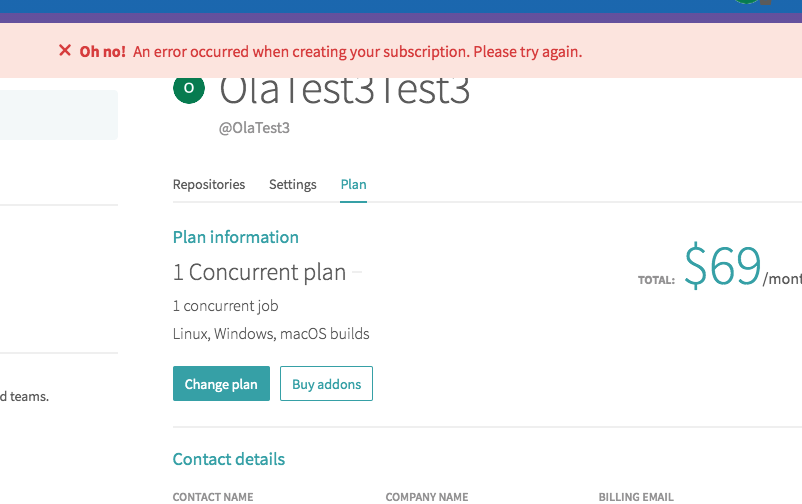 Oh no! An error occurred when creating your subscription. Please try again.
O
OlaTest3Test3
@OlaTest3
Repositories Settings Plan
Plan information
1 Concurrent plan
TOTAL: $69/mont
1 concurrent job
Linux, Windows, macOS builds
Change plan Buy addons
d teams.
Contact details
CONTACT NAME COMPANY NAME BILLING EMAIL